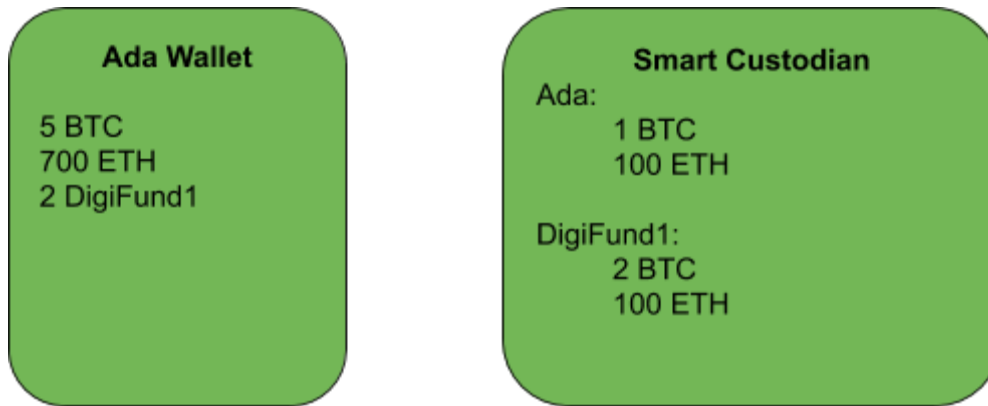 Ada Wallet
5 BTC
700 ETH
2 DigiFund1
Smart Custodian
Ada:
1 BTC
100 ETH
DigiFund1:
2 BTC
100 ETH